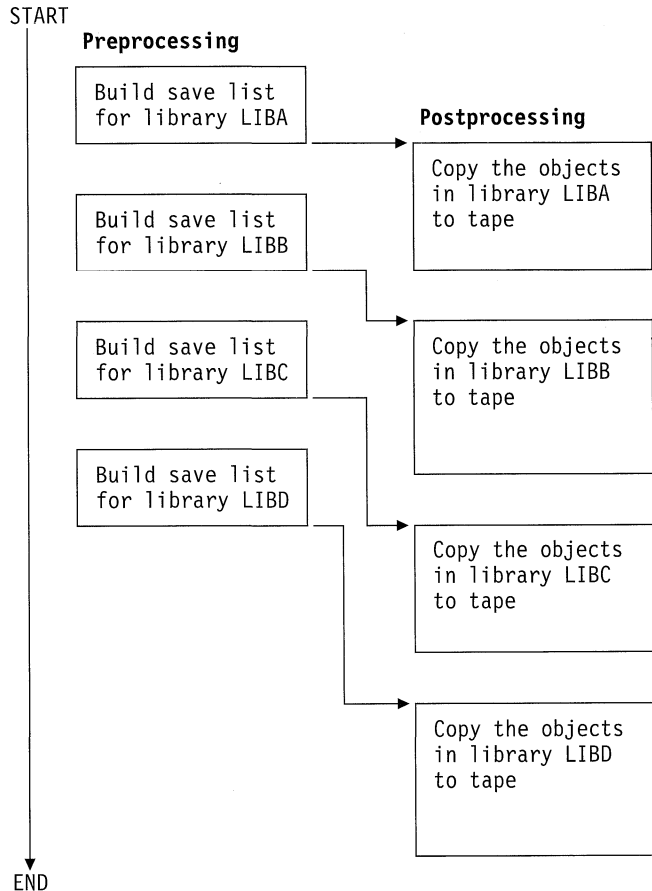 START
Preprocessing
Build save list
for library LIBA
Postprocessing
Copy the objects
in library LIBA
to tape
Build save list
for library LIBB
Copy the objects
in library LIBB
to tape
Build save list
for library LIBC
Build save list
for library LIBD
Copy the objects
in library LIBC
to tape
Copy the objects
in library LIBD
to tape
END